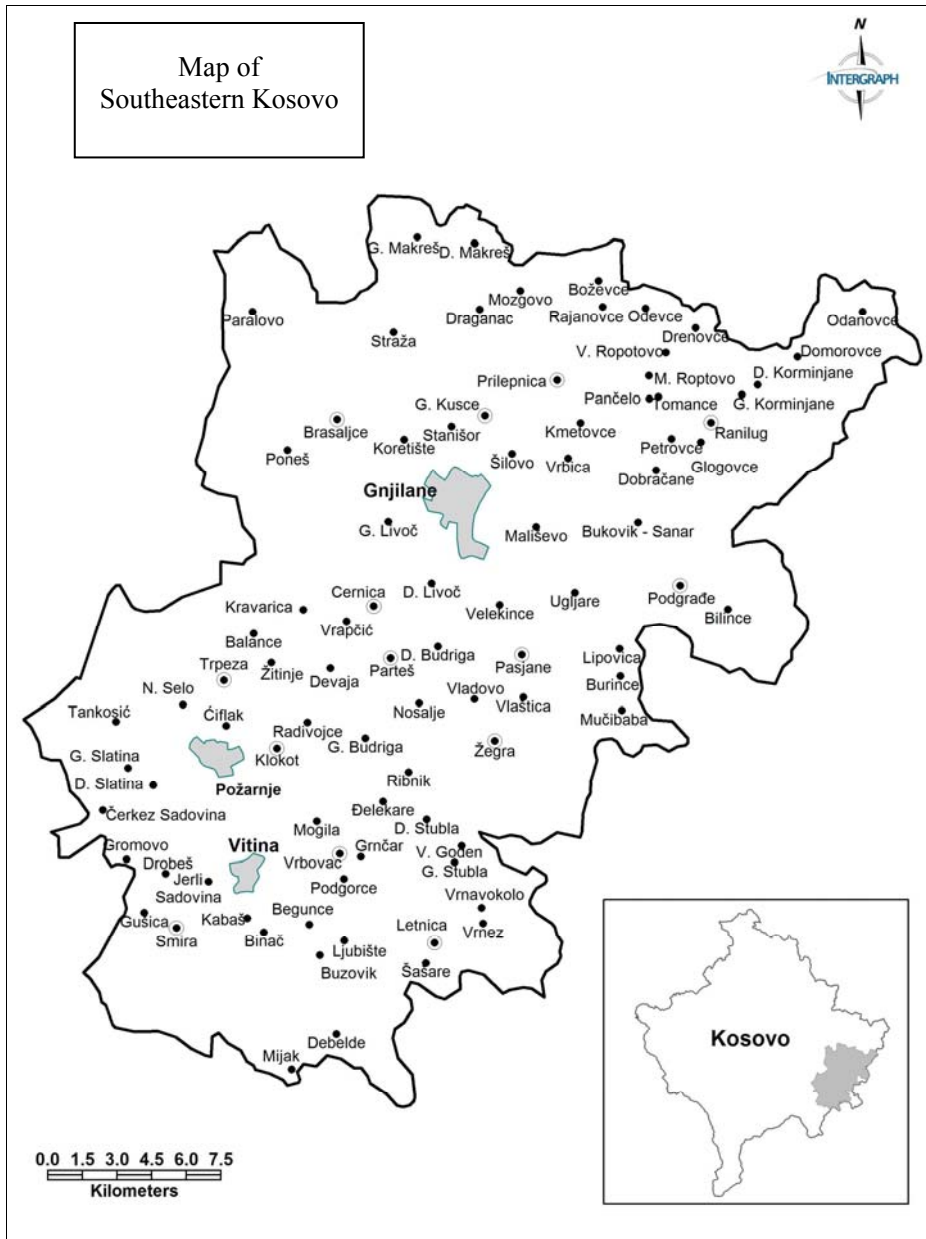 Map of
Southeastern Kosovo
N
INTERGRAPH
G. Makreš
D. Makreš
Boževce
Mozgovo
Paralovo
Draganac
Rajanovce
Odevce
Odanovce
Straža
Drenovce
V. Ropotovo
Domorovce
Prilepnica
M. Roptovo
D. Korminjane
G. Kusce
Pančelo
Tomance
G. Korminjane
Brasaljce
Stanišor
Kmetovce
Ranilug
Koretište
Petrovce
Poneš
Šilovo
Vrbica
Glogovce
Dobračane
Gnjilane
G. Livoč
Mališevo
Bukovik - Sanar
D. Livoč
Cernica
Ugljare
Podgrađe
Kravarica
Velekince
Bilince
Vrapčić
Balance
D. Budriga
Lipovica
Trpeza
Žitinje
Devaja
Parteš
Pasjane
Burince
N. Selo
Vladovo
Vlaštica
Tankosić
Ćiflak
Nosalje
Mučibaba
Radivojce
G. Slatina
Klokot
G. Budriga
Žegra
D. Slatina
Požarnje
Ribnik
Čerkez Sadovina
Đelekare
Mogila
D. Stubla
Gromovo
Vitina
Vrbovac
Grnčar
V. Goden
Drobeš
G. Stubla
Jerli
Sadovina
Podgorce
Vrnavokolo
Gušica
Kabaš
Begunce
Letnica
Vrnez
Smira
Binač
Ljubište
Buzovik
Šašare
Debelde
Mijak
Kosovo
0.0 1.5 3.0 4.5 6.0 7.5
Kilometers